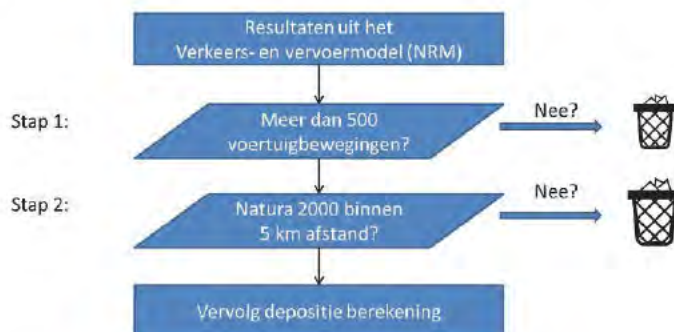 Resultaten uit het
Verkeers- en vervoermodel (NRM)
Stap 1:
Meer dan 500
voertuigbewegingen?
Nee?
Stap 2:
Natura 2000 binnen
5 km afstand?
Nee?
Vervolg depositie berekening